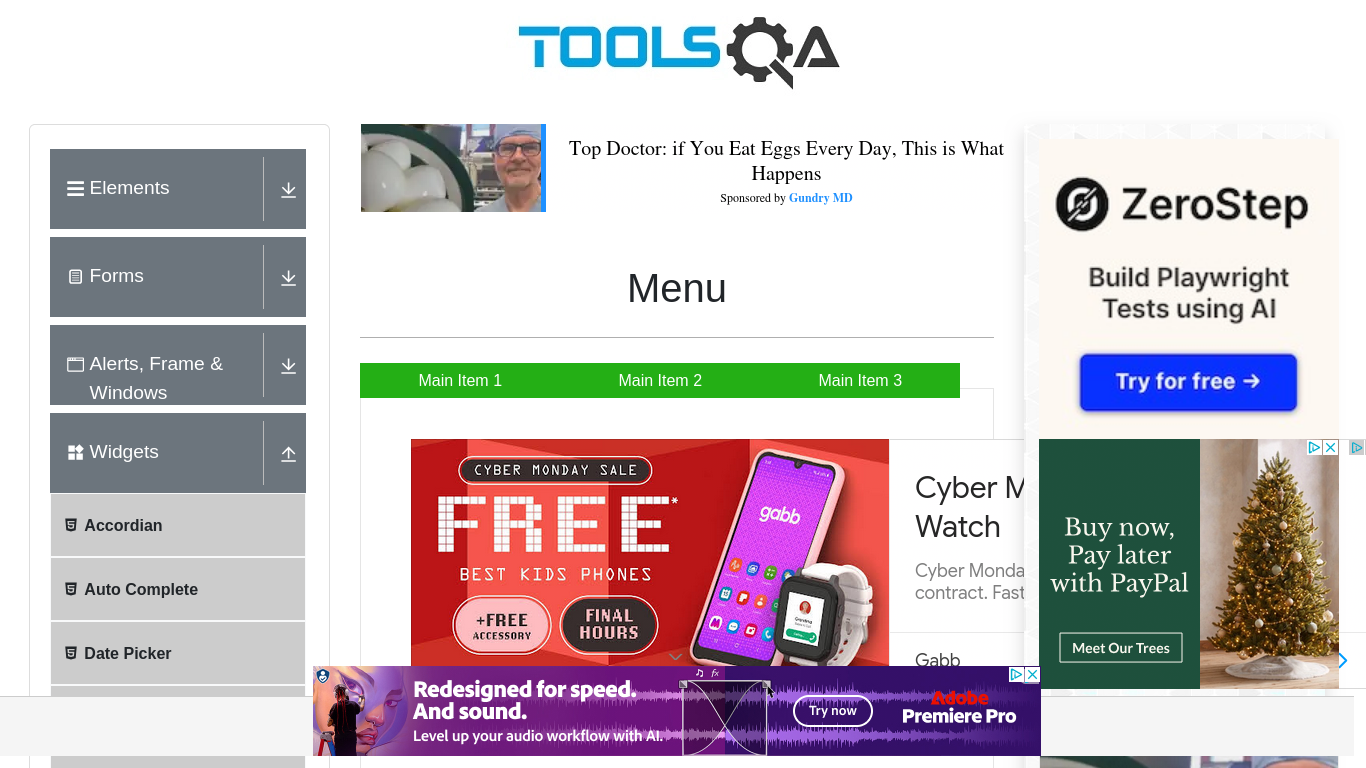 TOOLSQA
Elements
Forms
Alerts, Frame &
Windows
Widgets
Accordian
Auto Complete
Date Picker
Top Doctor: if You Eat Eggs Every Day, This is What
Happens
Sponsored by Gundry MD
Menu
Main Item 1
Main Item 2
Main Item 3
CYBER MONDAY SALE
FREE*
BEST KIDS PHONES
+FREE
ACCESSORY
FINAL
HOURS
gabb
Cyber M
Watch
Cyber Monda
contract. Fast
Gabb
ZeroStep
Build Playwright
Tests using AI
Try for free →
Buy now,
Pay later
with PayPal
Meet Our Trees
Redesigned for speed.
And sound.
Level up your audio workflow with AI.
fx
Try now
Adobe
Premiere Pro